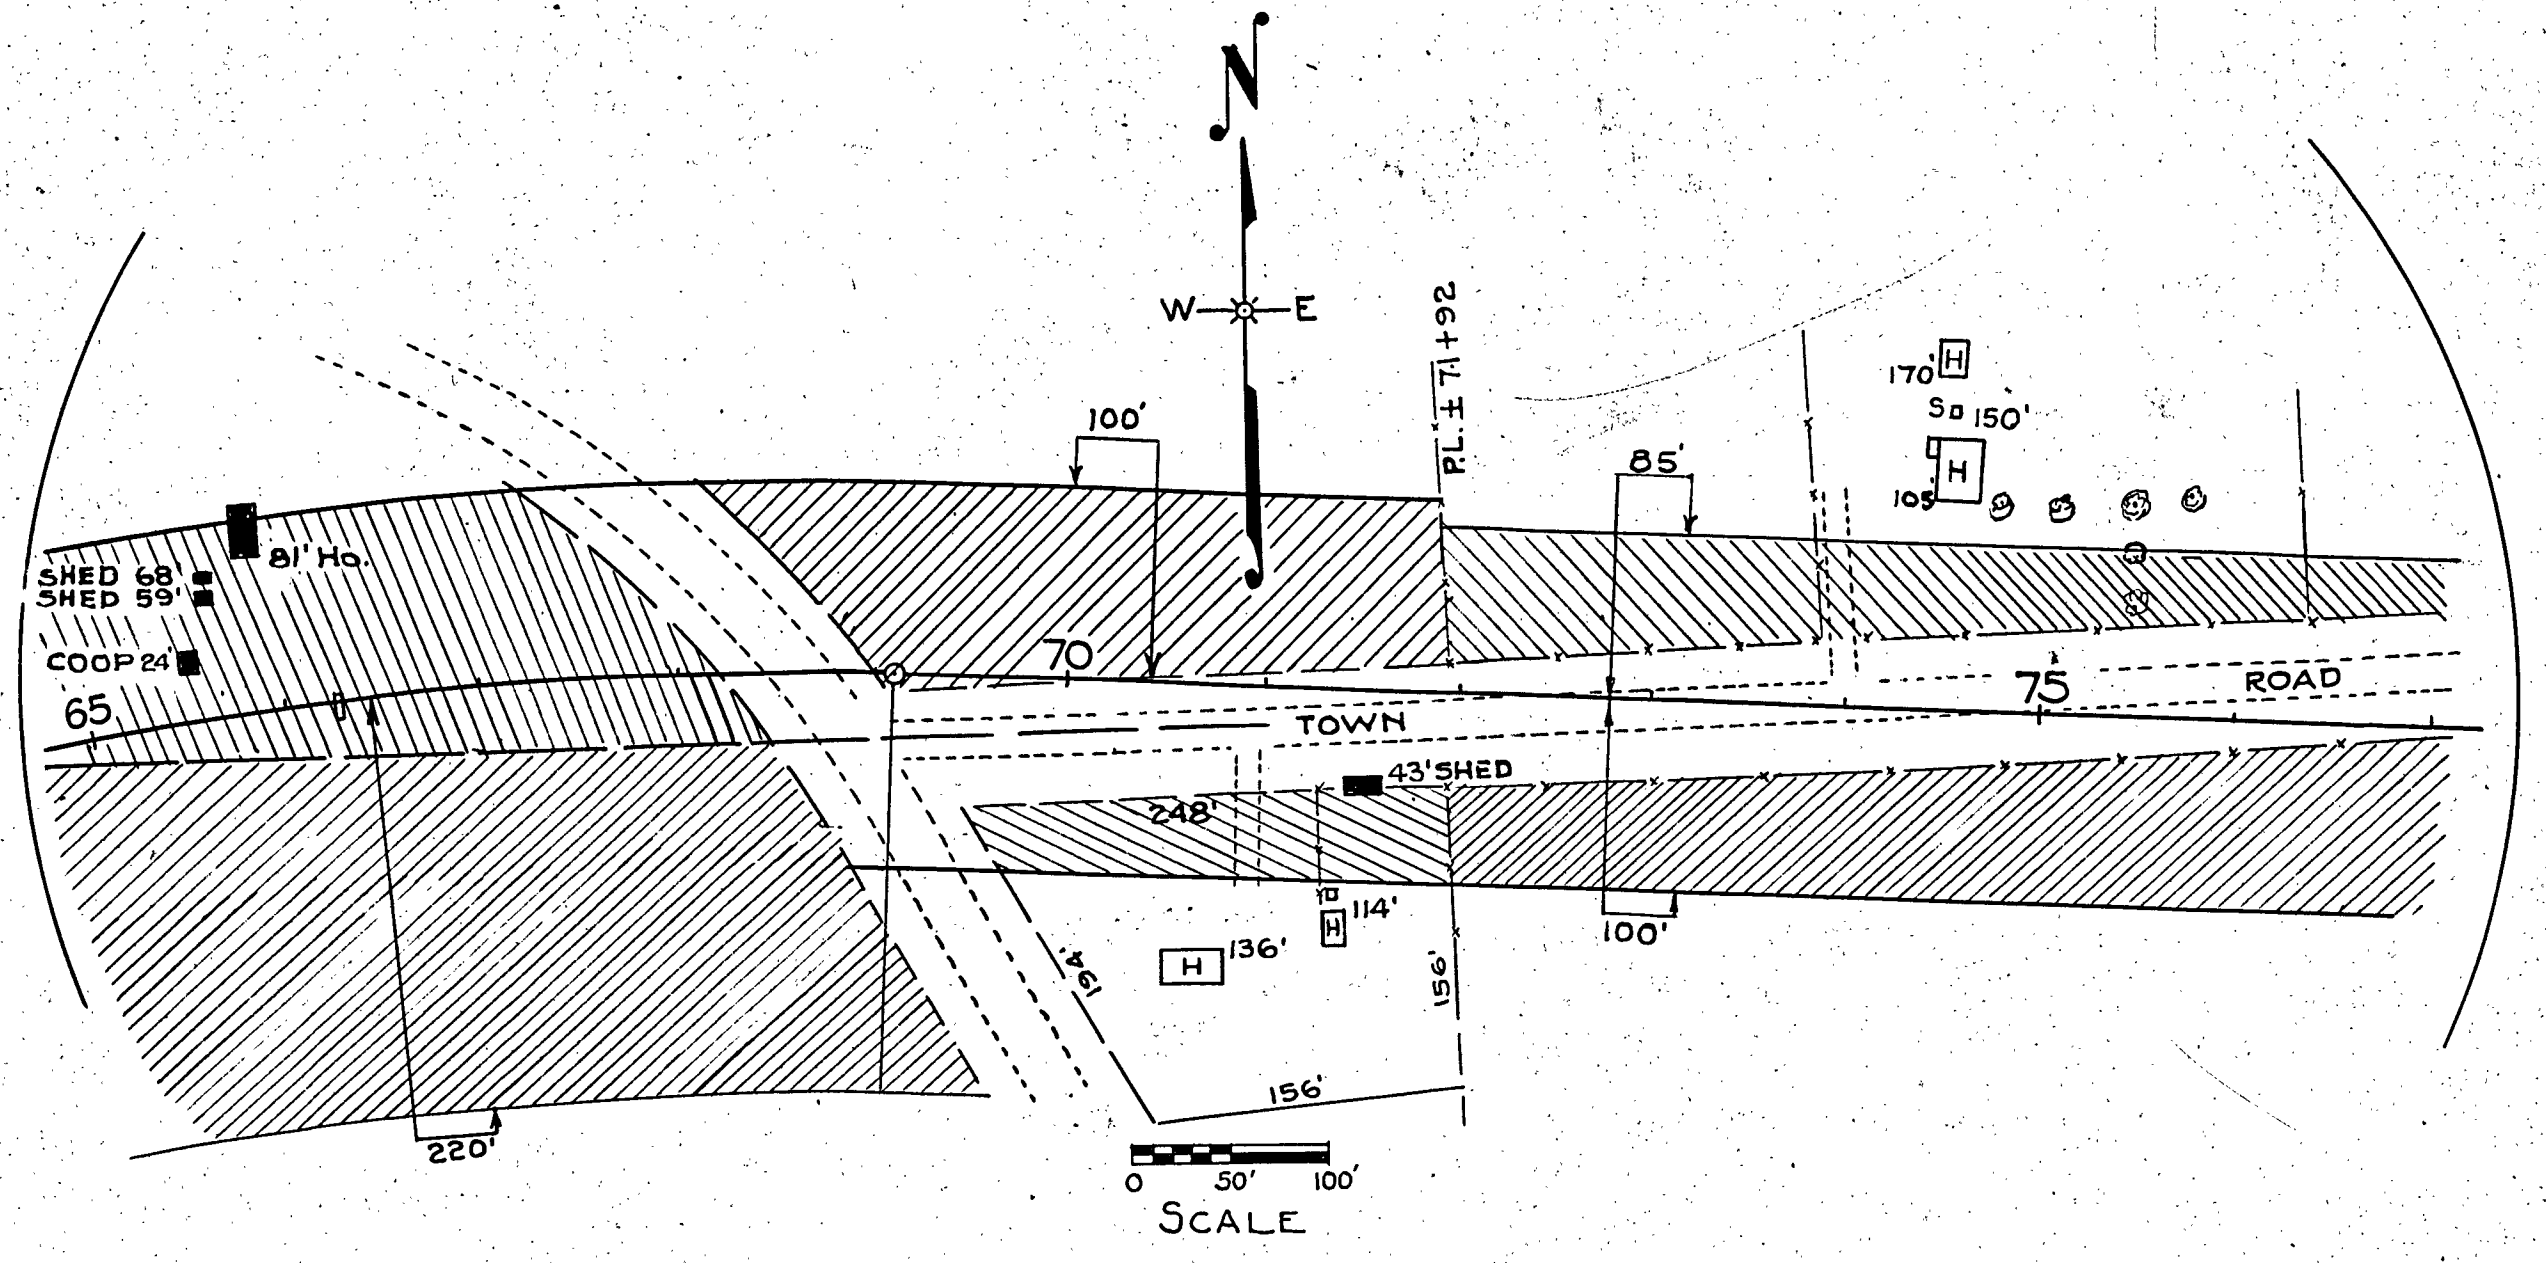 N
W E
P.L. ± 71+92
100'
85'
170' H
S 150'
H
105'
81' Ho.
SHED 68'
SHED 59'
COOP 24'
65
70
75
TOWN
ROAD
43' SHED
248'
114'
H
136'
H
194'
156'
100'
156'
220'
0 50' 100'
SCALE